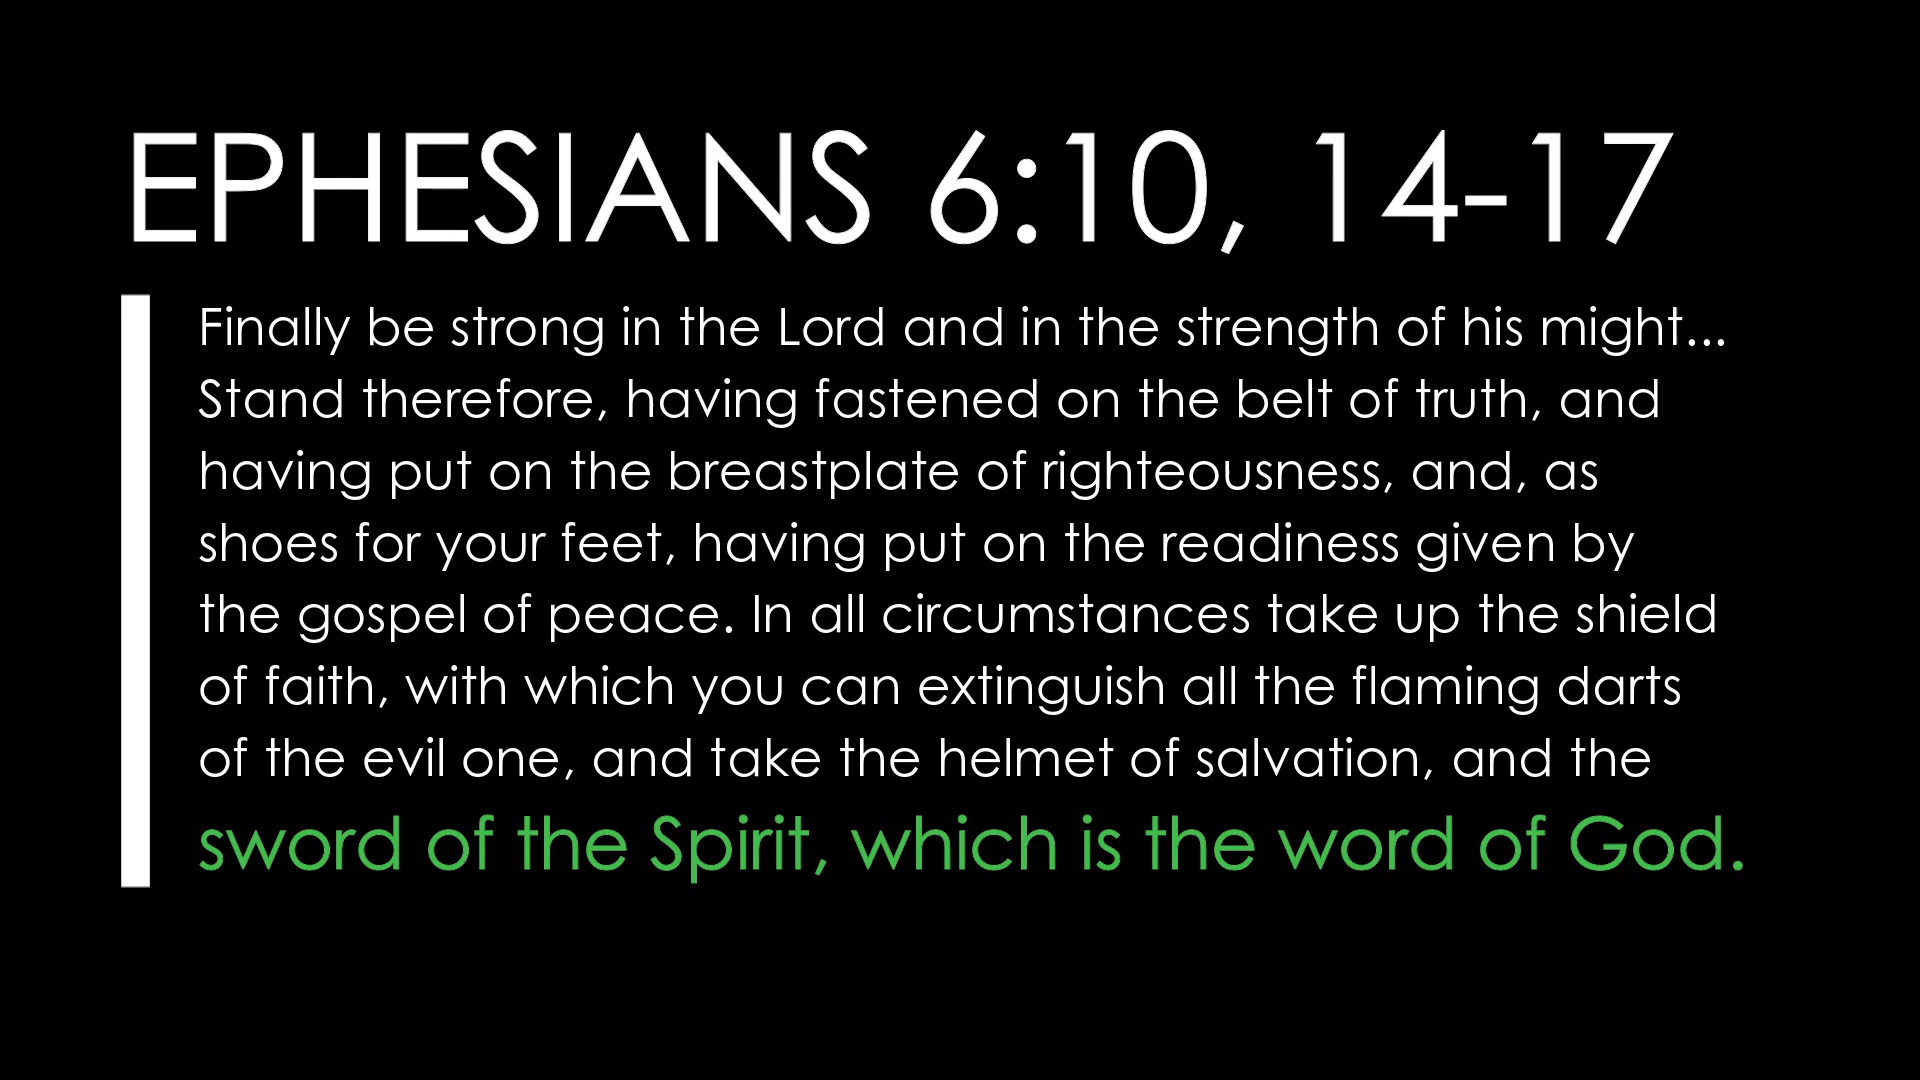 EPHESIANS 6:10, 14-17
Finally be strong in the Lord and in the strength of his might...
Stand therefore, having fastened on the belt of truth, and
having put on the breastplate of righteousness, and, as
shoes for your feet, having put on the readiness given by
the gospel of peace. In all circumstances take up the shield
of faith, with which you can extinguish all the flaming darts
of the evil one, and take the helmet of salvation, and the
sword of the Spirit, which is the word of God.